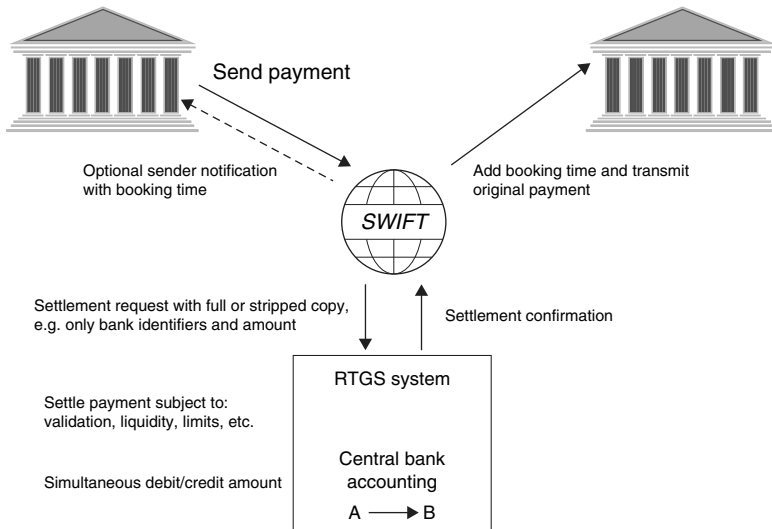 Send payment
Optional sender notification
with booking time
Add booking time and transmit
original payment
SWIFT
Settlement request with full or stripped copy,
e.g. only bank identifiers and amount
Settlement confirmation
RTGS system
Settle payment subject to:
validation, liquidity, limits, etc.
Central bank
accounting
Simultaneous debit/credit amount
A B